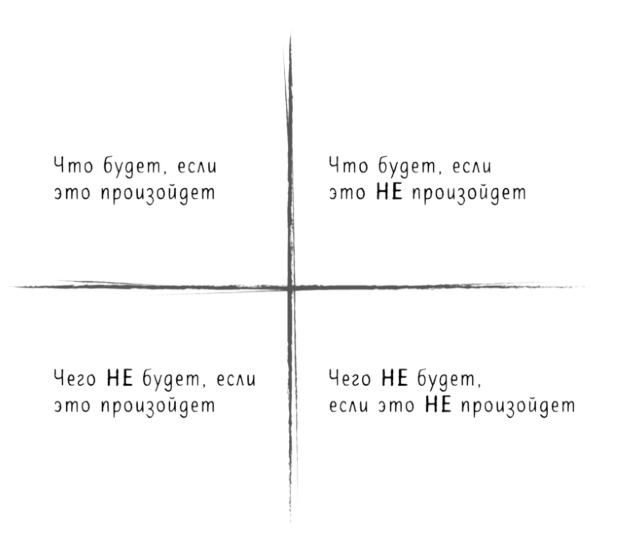 Что будет, если
это произойдет
Что будет, если
это НЕ произойдет
Чего НЕ будет, если
это произойдет
Чего НЕ будет,
если это НЕ произойдет